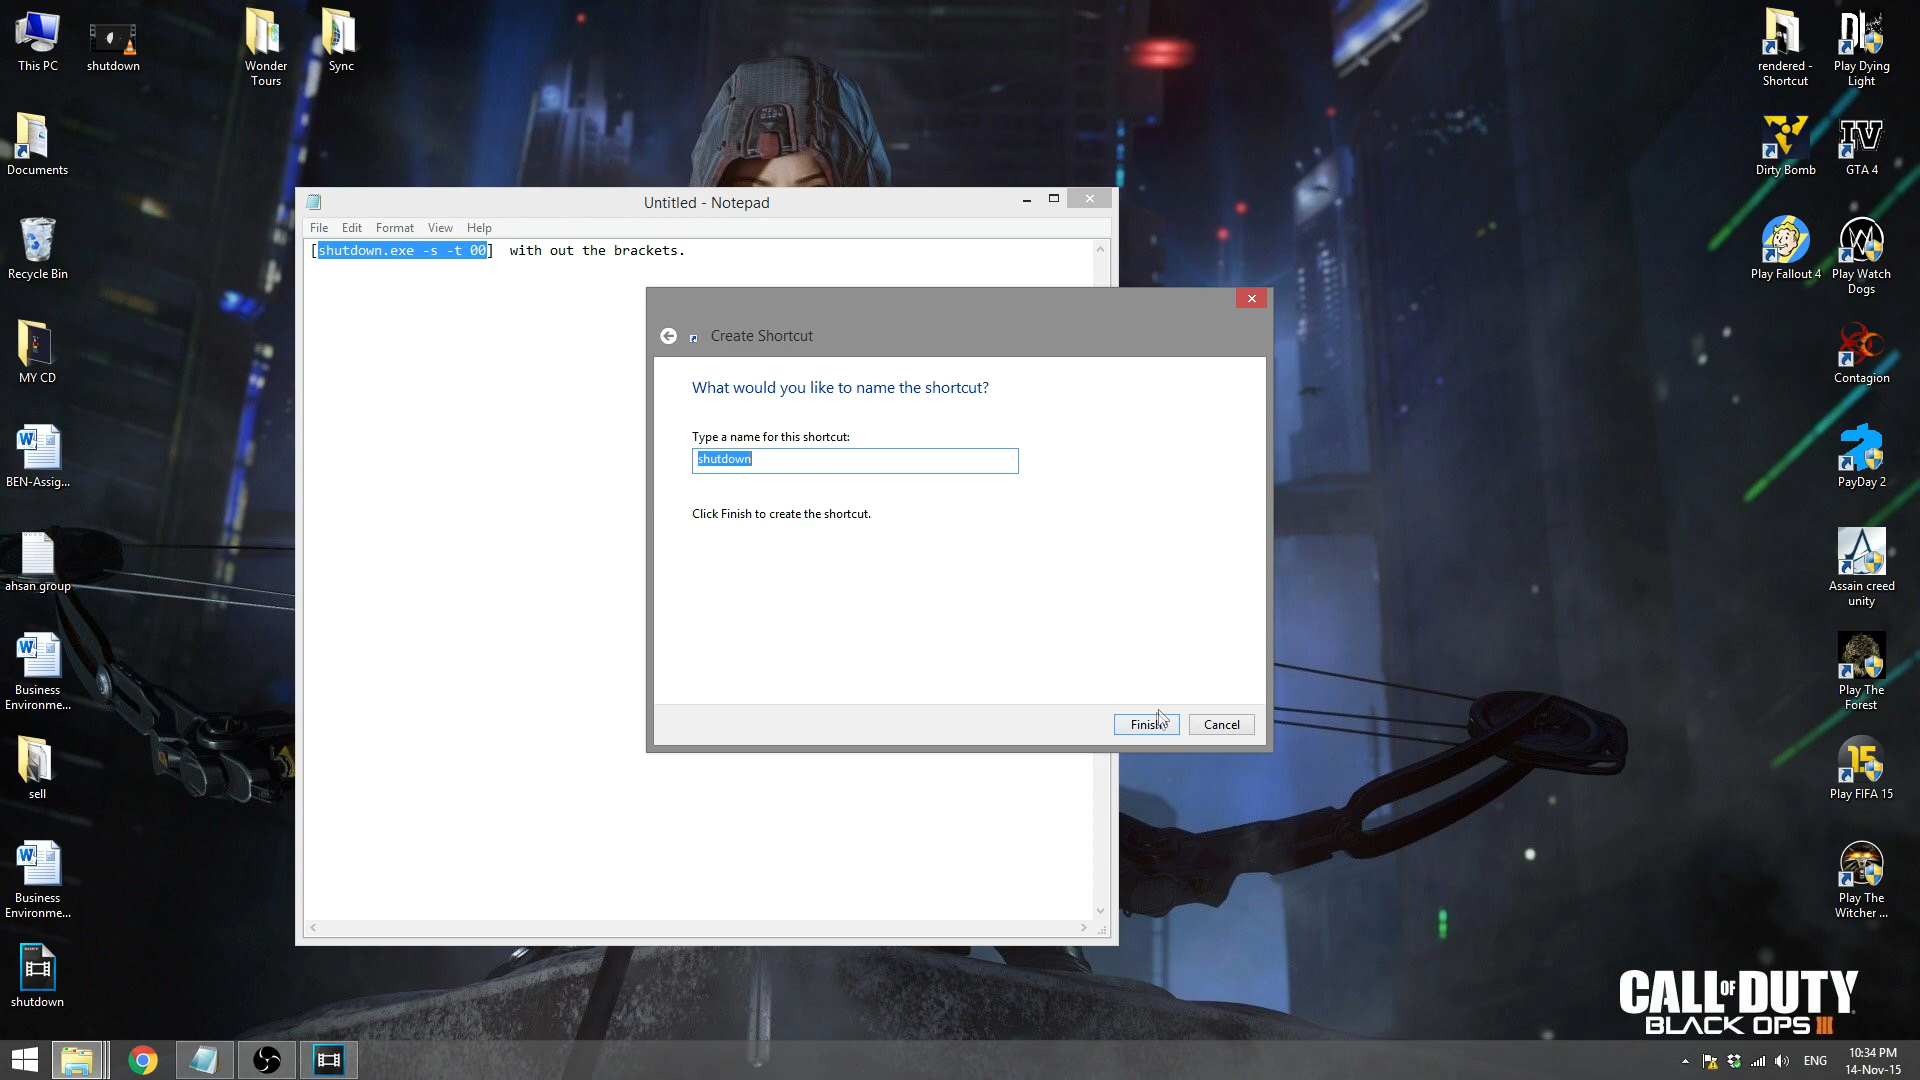 This PC
shutdown
Wonder
Tours
Sync
Documents
Recycle Bin
MY CD
BEN-Assig...
ahsan group
Business
Environme...
sell
Business
Environme...
shutdown
Untitled - Notepad
File Edit Format View Help
[shutdown.exe -s -t 00]  with out the brackets.
Create Shortcut
What would you like to name the shortcut?
Type a name for this shortcut:
shutdown
Click Finish to create the shortcut.
Finish
Cancel
rendered -
Shortcut
Play Dying
Light
Dirty Bomb
IV
GTA 4
Play Fallout 4
Play Watch
Dogs
Contagion
PayDay 2
Assain creed
unity
Play The
Forest
15
Play FIFA 15
Play The
Witcher ...
CALL OF DUTY
BLACK OPS III
ENG
10:34 PM
14-Nov-15